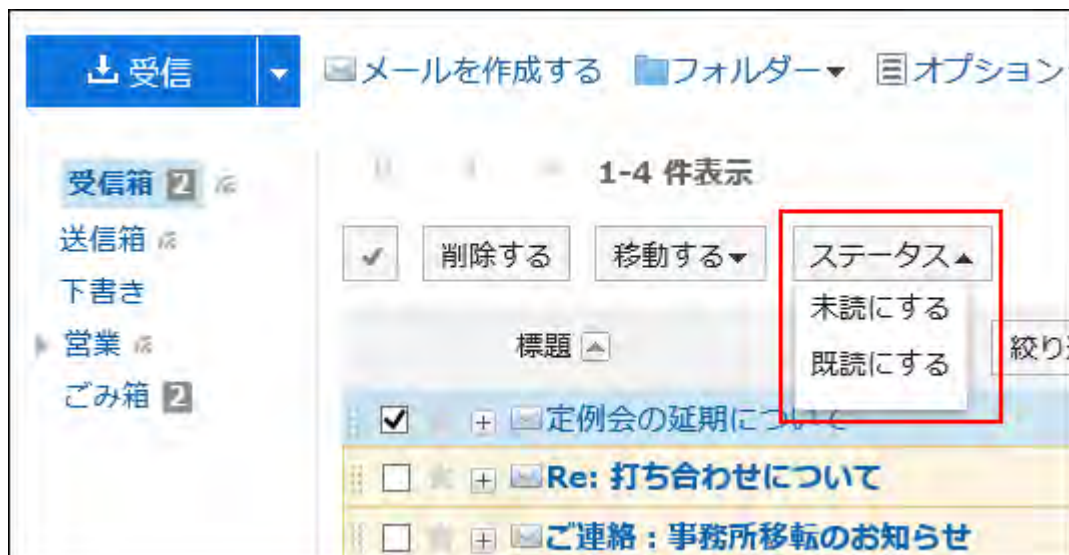 受信 メールを作成する フォルダー オプション
受信箱 2
送信箱
下書き
営業
ごみ箱 2
1-4 件表示
削除する 移動する ステータス
未読にする
既読にする
標題 絞り
定例会の延期について
Re: 打ち合わせについて
ご連絡：事務所移転のお知らせ